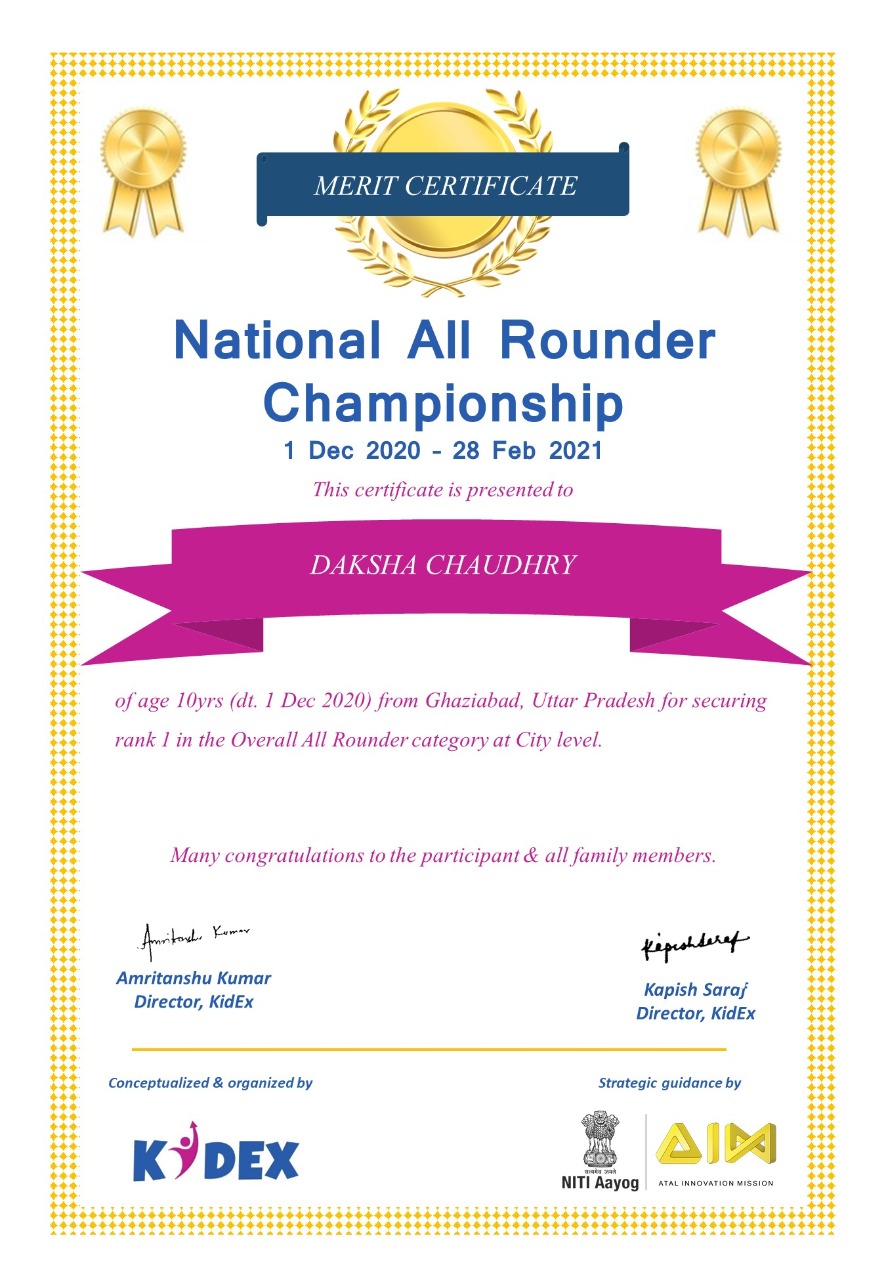 MERIT CERTIFICATE
National All Rounder
Championship
1 Dec 2020 - 28 Feb 2021
This certificate is presented to
DAKSHA CHAUDHRY
of age 10yrs (dt. 1 Dec 2020) from Ghaziabad, Uttar Pradesh for securing
rank 1 in the Overall All Rounder category at City level.
Many congratulations to the participant & all family members.
Amritanshu Kumar
Kapish Saraf
Amritanshu Kumar
Director, KidEx
Kapish Saraf
Director, KidEx
Conceptualized & organized by
Strategic guidance by
KIDEX
सत्यमेव जयते
NITI Aayog
AIM
ATAL INNOVATION MISSION